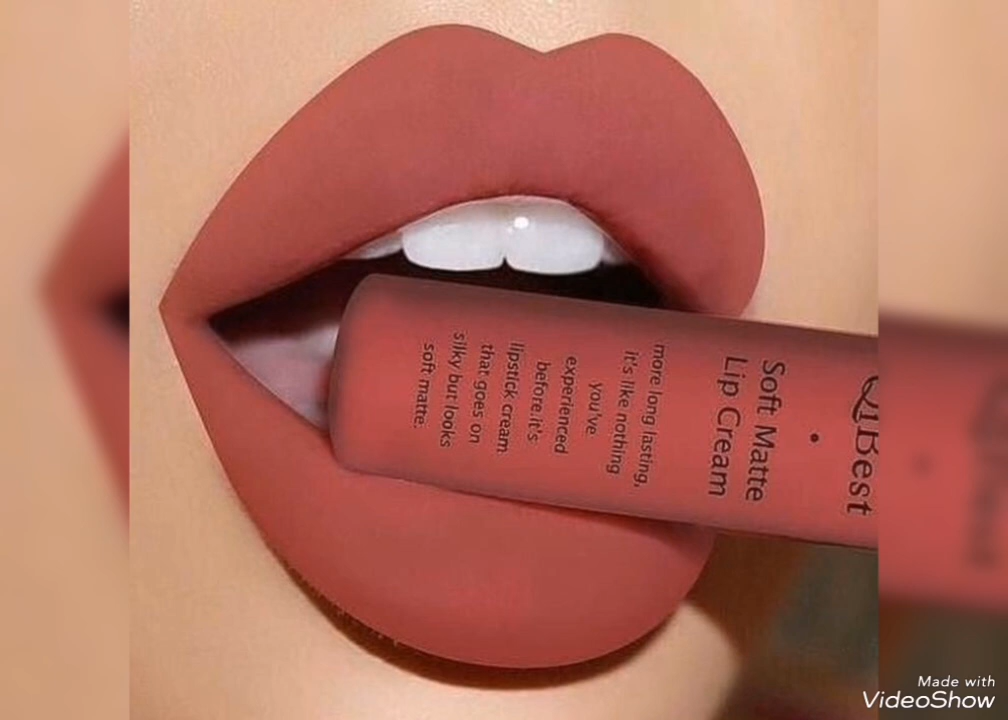 QIBest
Soft Matte
Lip Cream
more long lasting,
it's like nothing
you've
experienced
before.it's
lipstick cream
that goes on
silky but looks
soft matte.
Made with
VideoShow